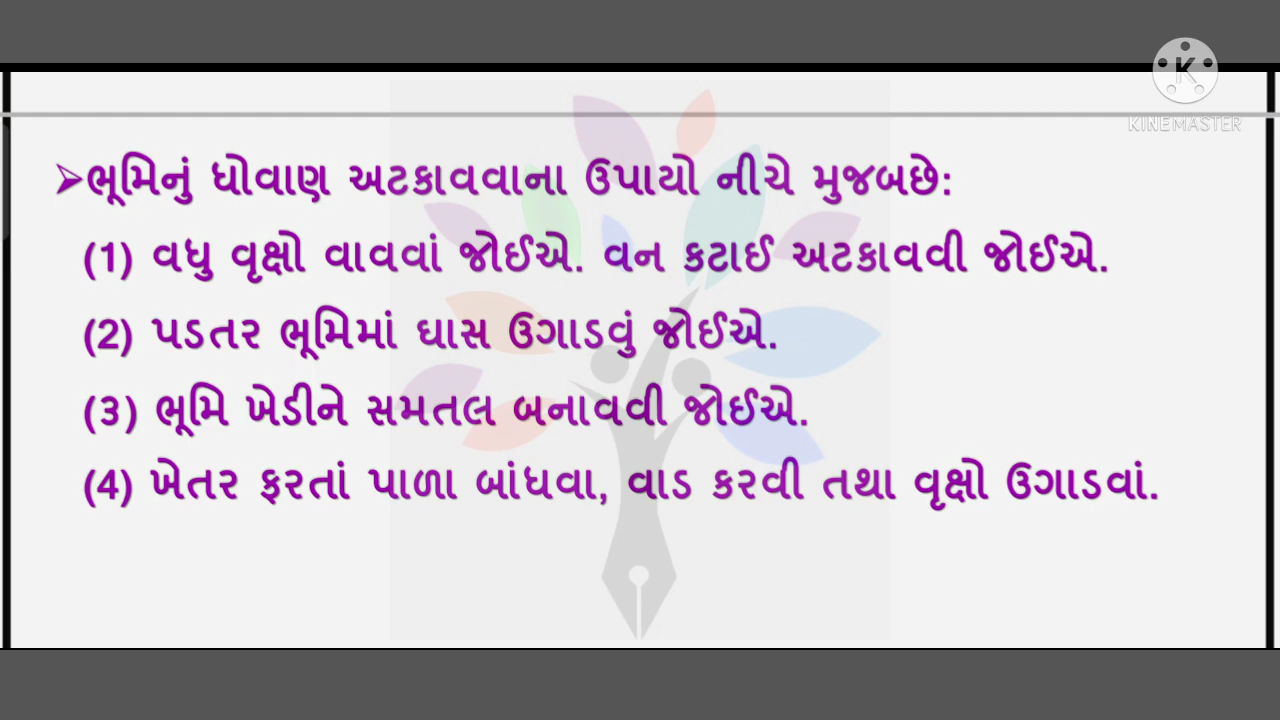 ➢ભૂમિનું ધોવાણ અટકાવવાના ઉપાયો નીચે મુજબછે:
(1) વધુ વૃક્ષો વાવવાં જોઈએ. વન કટાઈ અટકાવવી જોઈએ.
(2) પડતર ભૂમિમાં ઘાસ ઉગાડવું જોઈએ.
(૩) ભૂમિ ખેડીને સમતલ બનાવવી જોઈએ.
(4) ખેતર ફરતાં પાળા બાંધવા, વાડ કરવી તથા વૃક્ષો ઉગાડવાં.
K
KINEMASTER